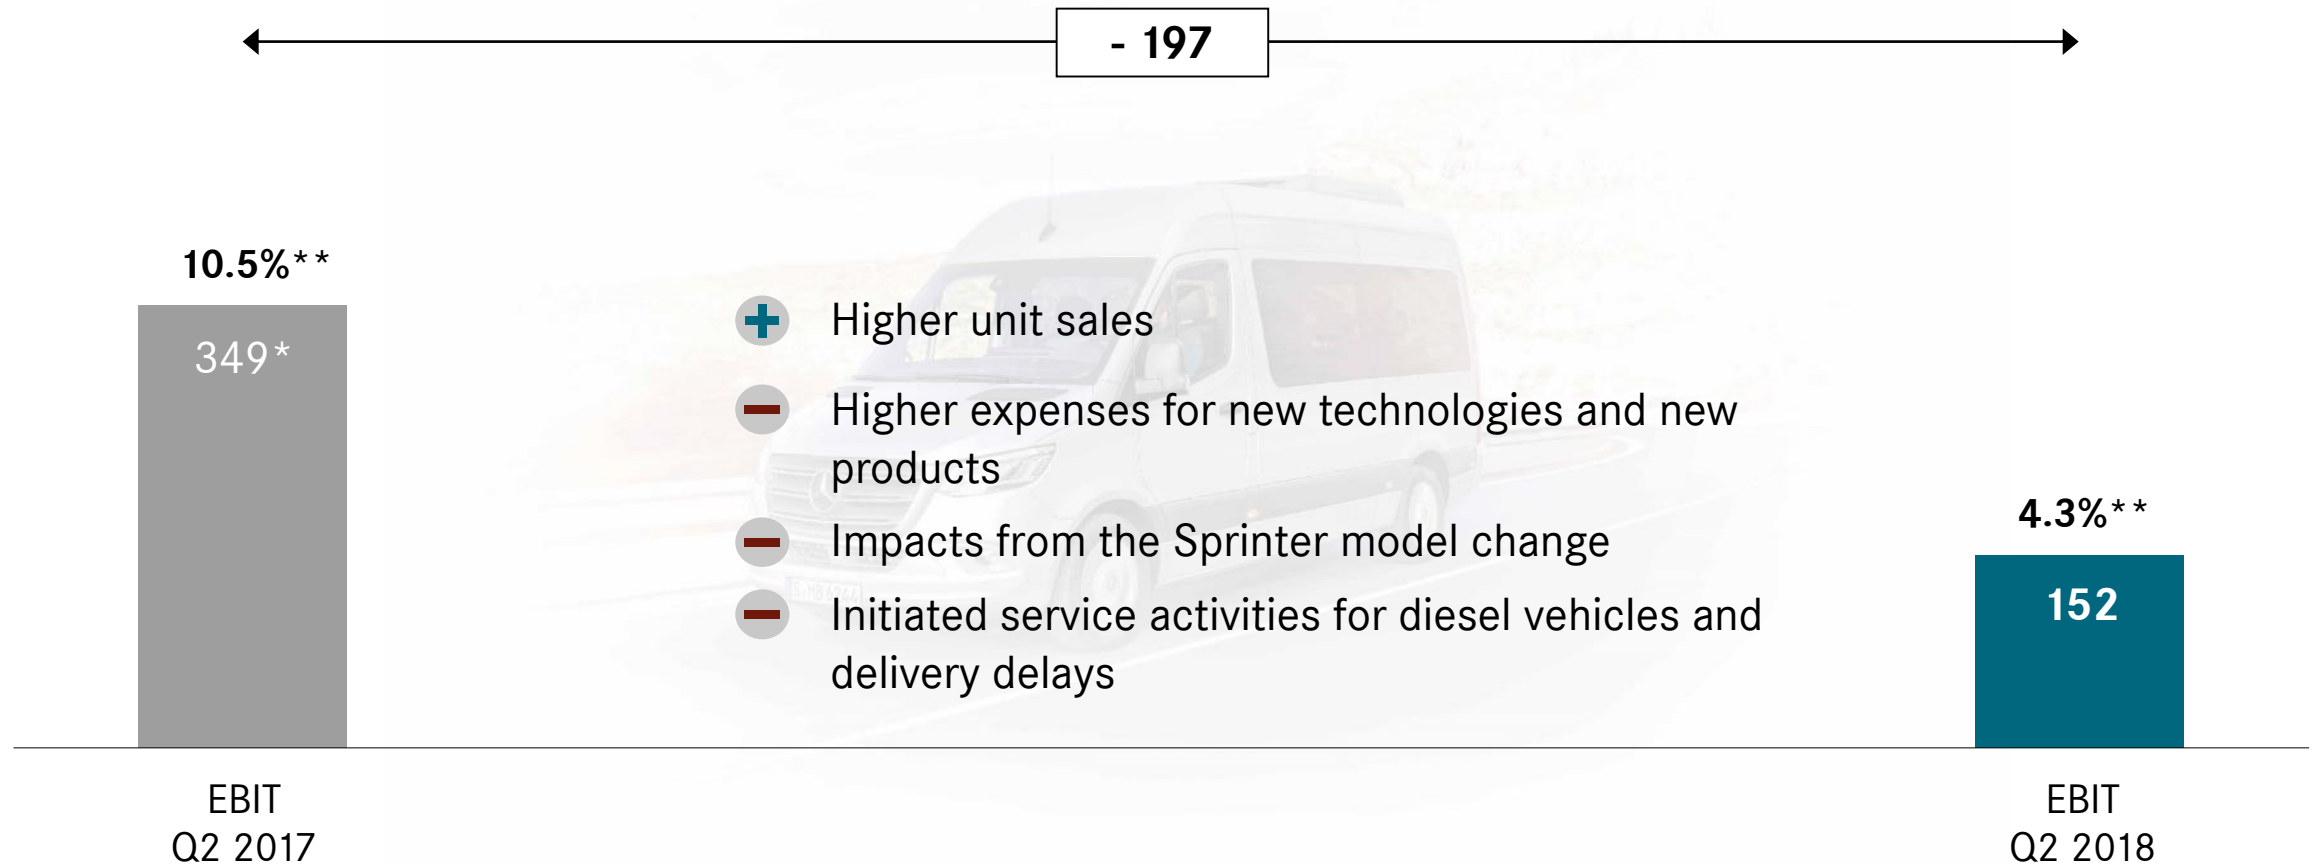 - 197
10.5%**
349*
Higher unit sales
Higher expenses for new technologies and new
products
Impacts from the Sprinter model change
Initiated service activities for diesel vehicles and
delivery delays
4.3%**
152
EBIT
Q2 2017
EBIT
Q2 2018